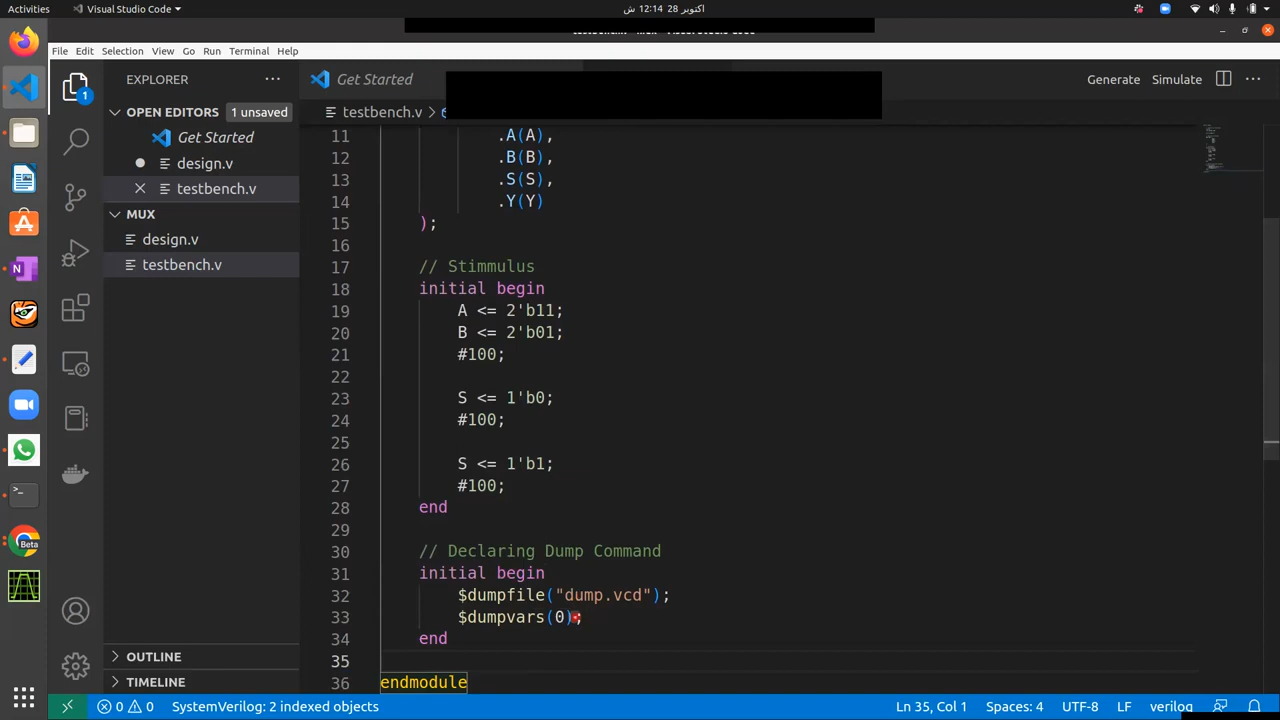 Activities
Visual Studio Code
اکتوبر 28 12:14 ش
File Edit Selection View Go Run Terminal Help
EXPLORER
Get Started
Generate Simulate
OPEN EDITORS 1 unsaved
testbench.v
Get Started
design.v
testbench.v
MUX
design.v
testbench.v
OUTLINE
TIMELINE
1
11 .A(A),
12 .B(B),
13 .S(S),
14 .Y(Y)
15 );
16
17 // Stimmulus
18 initial begin
19 A <= 2'b11;
20 B <= 2'b01;
21 #100;
22
23 S <= 1'b0;
24 #100;
25
26 S <= 1'b1;
27 #100;
28 end
29
30 // Declaring Dump Command
31 initial begin
32 $dumpfile("dump.vcd");
33 $dumpvars(0);
34 end
35
36 endmodule
Beta
0 0 SystemVerilog: 2 indexed objects
Ln 35, Col 1 Spaces: 4 UTF-8 LF verilog